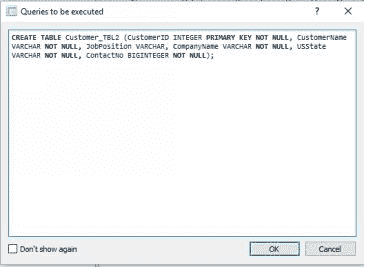 Queries to be executed
CREATE TABLE Customer_TBL2 (CustomerID INTEGER PRIMARY KEY NOT NULL, CustomerName
VARCHAR NOT NULL, JobPosition VARCHAR, CompanyName VARCHAR NOT NULL, USState
VARCHAR NOT NULL, ContactNo BIGINTEGER NOT NULL);
Don't show again
OK
Cancel